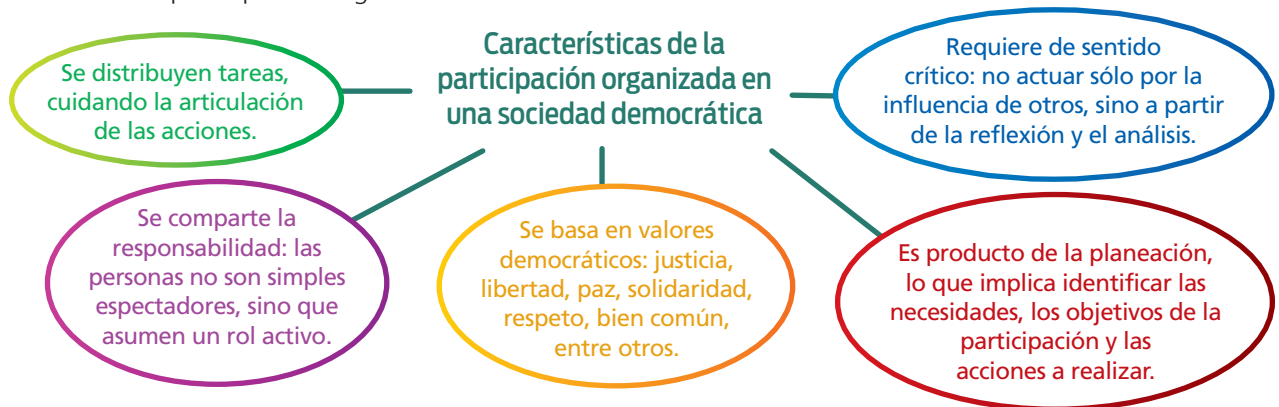 Características de la
participación organizada en
una sociedad democrática
Se distribuyen tareas,
cuidando la articulación
de las acciones.
Requiere de sentido
crítico: no actuar sólo por la
influencia de otros, sino a partir
de la reflexión y el análisis.
Se comparte la
responsabilidad: las
personas no son simples
espectadores, sino que
asumen un rol activo.
Se basa en valores
democráticos: justicia,
libertad, paz, solidaridad,
respeto, bien común,
entre otros.
Es producto de la planeación,
lo que implica identificar las
necesidades, los objetivos de la
participación y las
acciones a realizar.